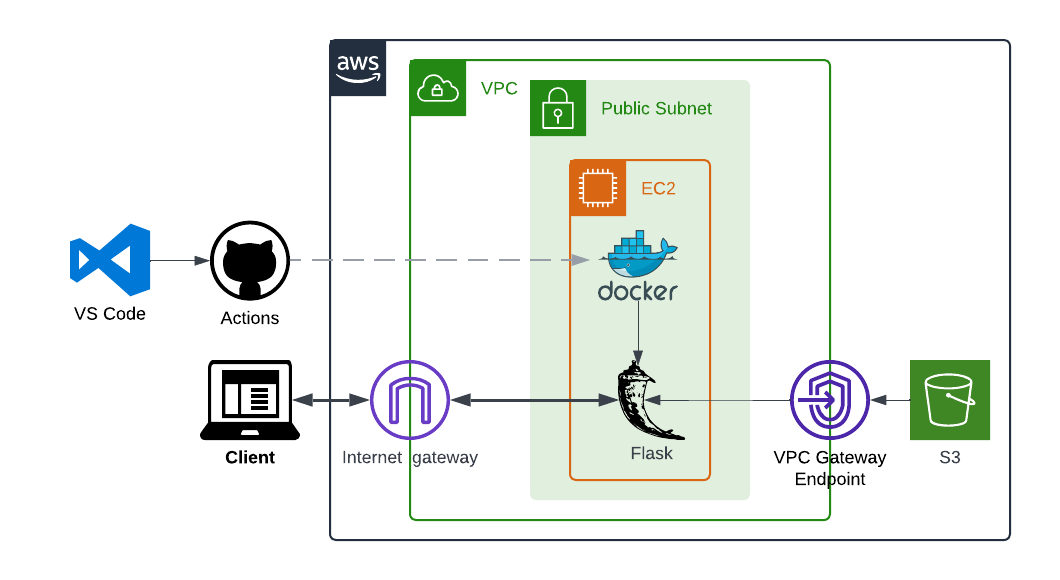 aws
VPC
Public Subnet
EC2
docker
VS Code
Actions
Client
Internet gateway
Flask
VPC Gateway
Endpoint
S3